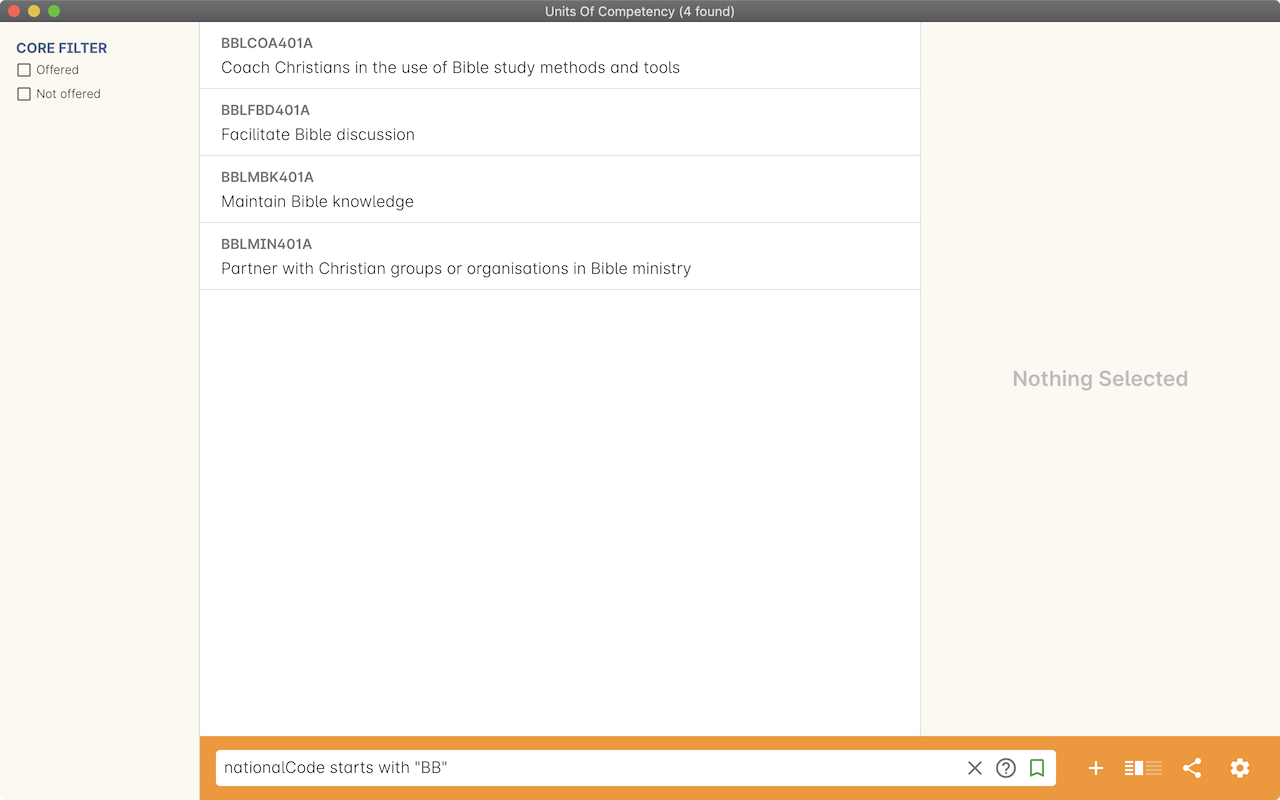 Units Of Competency (4 found)
CORE FILTER
Offered
Not offered
BBLCOA401A
Coach Christians in the use of Bible study methods and tools
BBLFBD401A
Facilitate Bible discussion
BBLMBK401A
Maintain Bible knowledge
BBLMIN401A
Partner with Christian groups or organisations in Bible ministry
Nothing Selected
nationalCode starts with "BB"